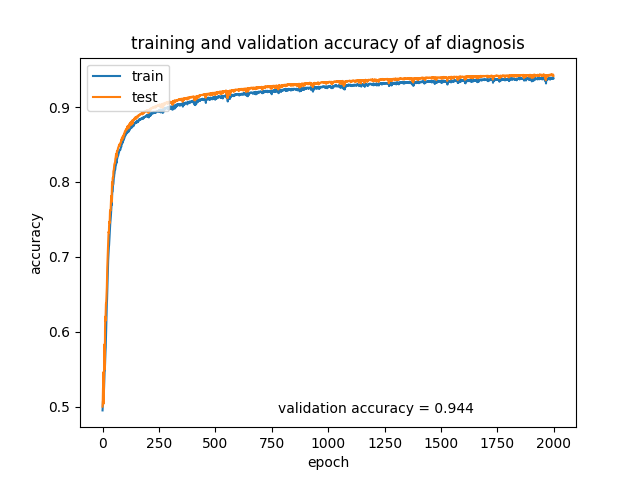 training and validation accuracy of af diagnosis
train
test
0.9
0.8
0.7
0.6
0.5
accuracy
validation accuracy = 0.944
0 250 500 750 1000 1250 1500 1750 2000
epoch